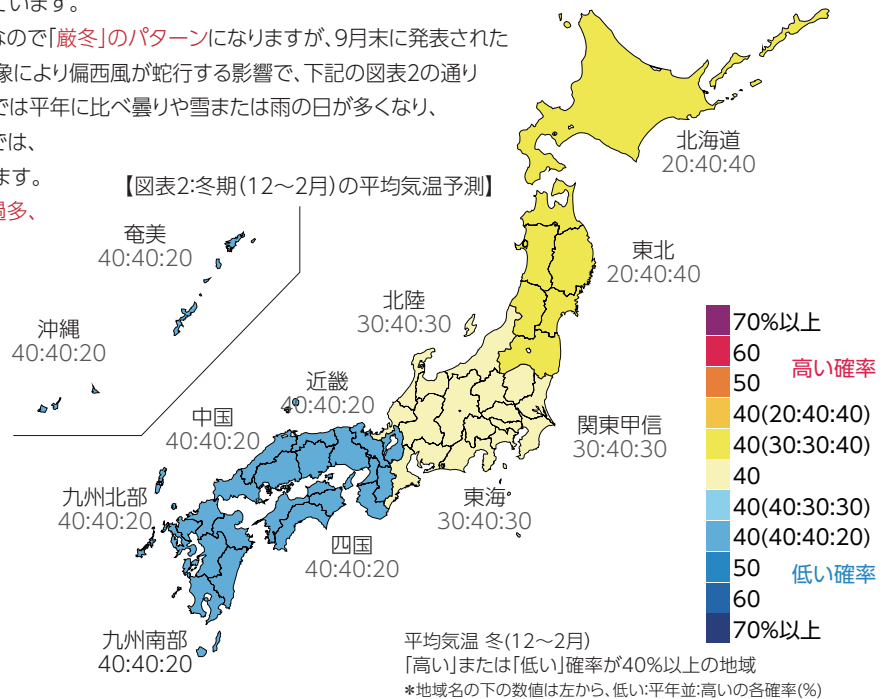 ています。
なので「厳冬」のパターンになりますが、9月末に発表された
象により偏西風が蛇行する影響で、下記の図表2の通り
では平年に比べ曇りや雪または雨の日が多くなり、
では、
ます。
過多、
【図表2:冬期(12〜2月)の平均気温予測】
北海道
20:40:40
東北
20:40:40
奄美
40:40:20
北陸
30:40:30
沖縄
40:40:20
近畿
40:40:20
中国
40:40:20
関東甲信
30:40:30
九州北部
40:40:20
東海
30:40:30
四国
40:40:20
九州南部
40:40:20
70%以上
60
高い確率
50
40(20:40:40)
40(30:30:40)
40
40(40:30:30)
40(40:40:20)
50
低い確率
60
70%以上
平均気温 冬(12〜2月)
「高い」または「低い」確率が40%以上の地域
*地域名の下の数値は左から、低い:平年並:高いの各確率(%)